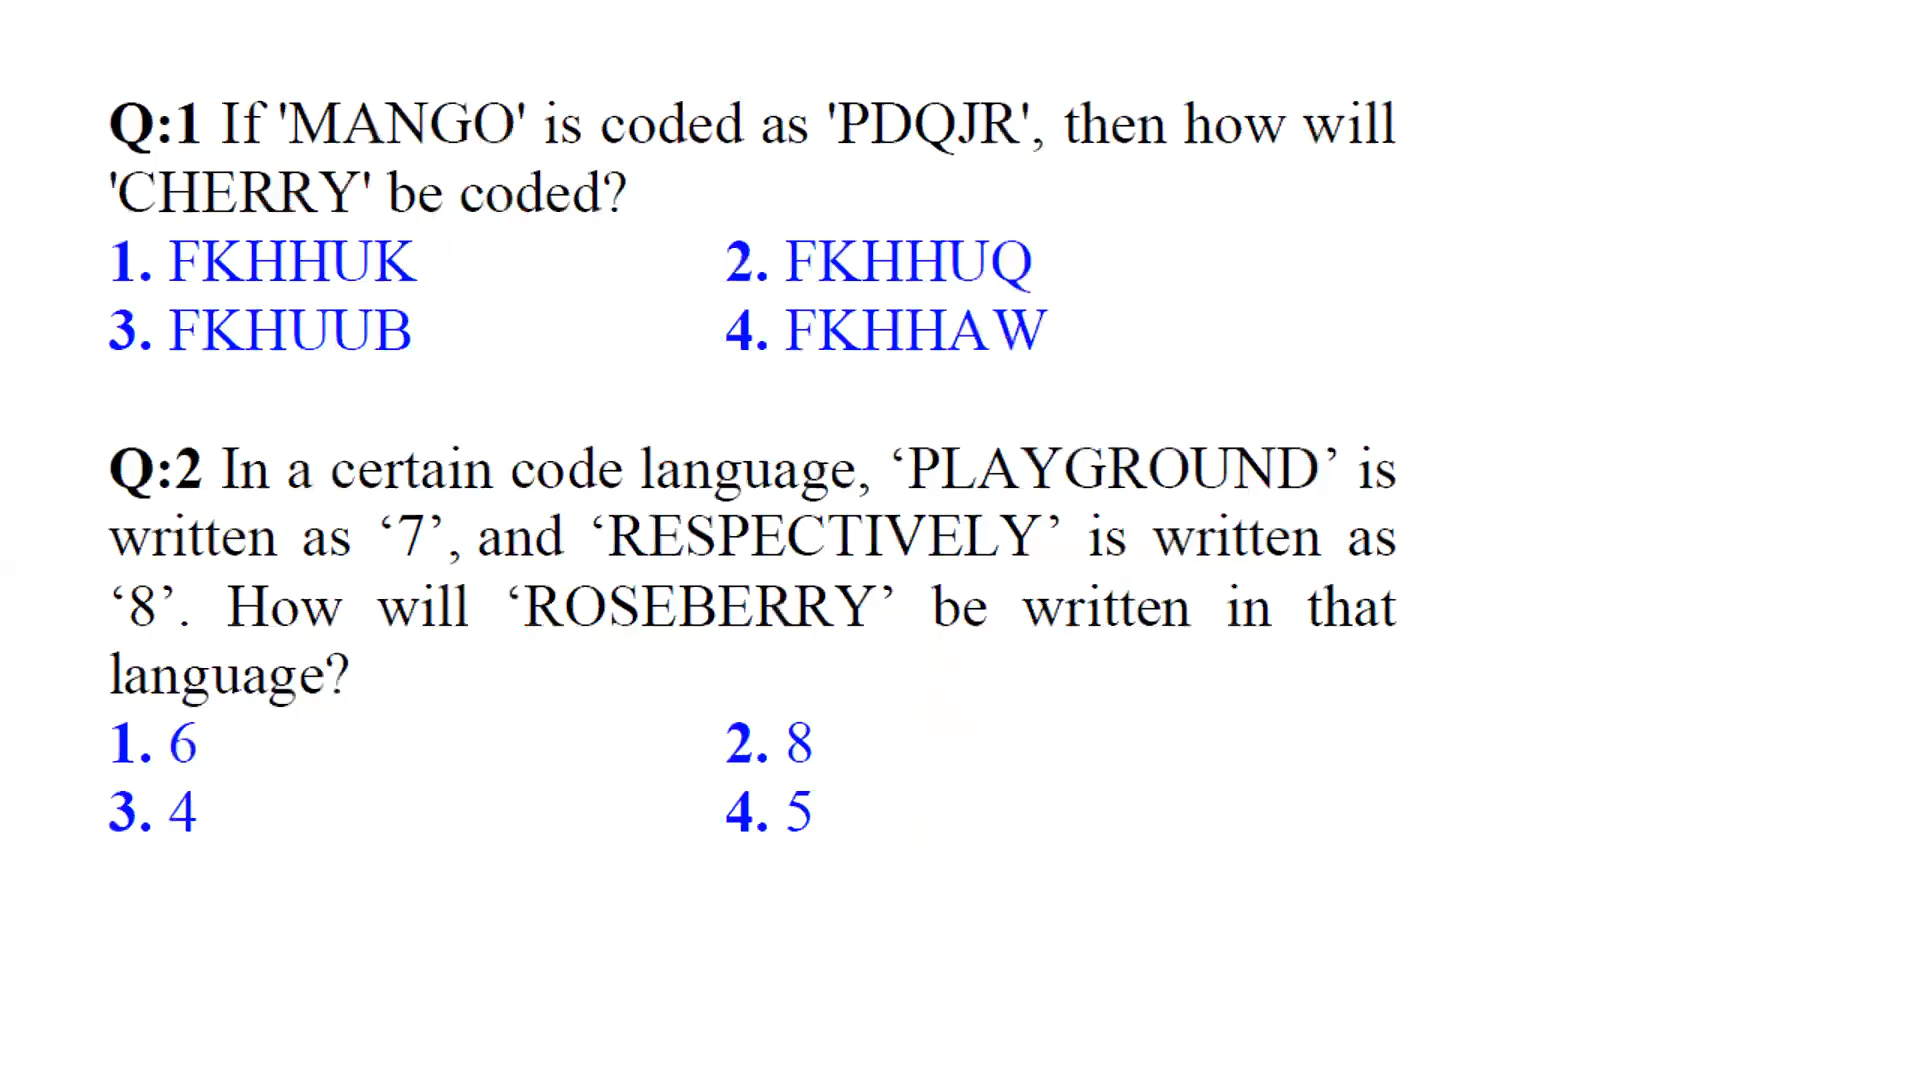 Q:1 If 'MANGO' is coded as 'PDQJR', then how will
'CHERRY' be coded?
1. FKHHUK 2. FKHHUQ
3. FKHUUB 4. FKHHAW
Q:2 In a certain code language, ‘PLAYGROUND’ is
written as ‘7’, and ‘RESPECTIVELY’ is written as
‘8’. How will ‘ROSEBERRY’ be written in that
language?
1. 6 2. 8
3. 4 4. 5